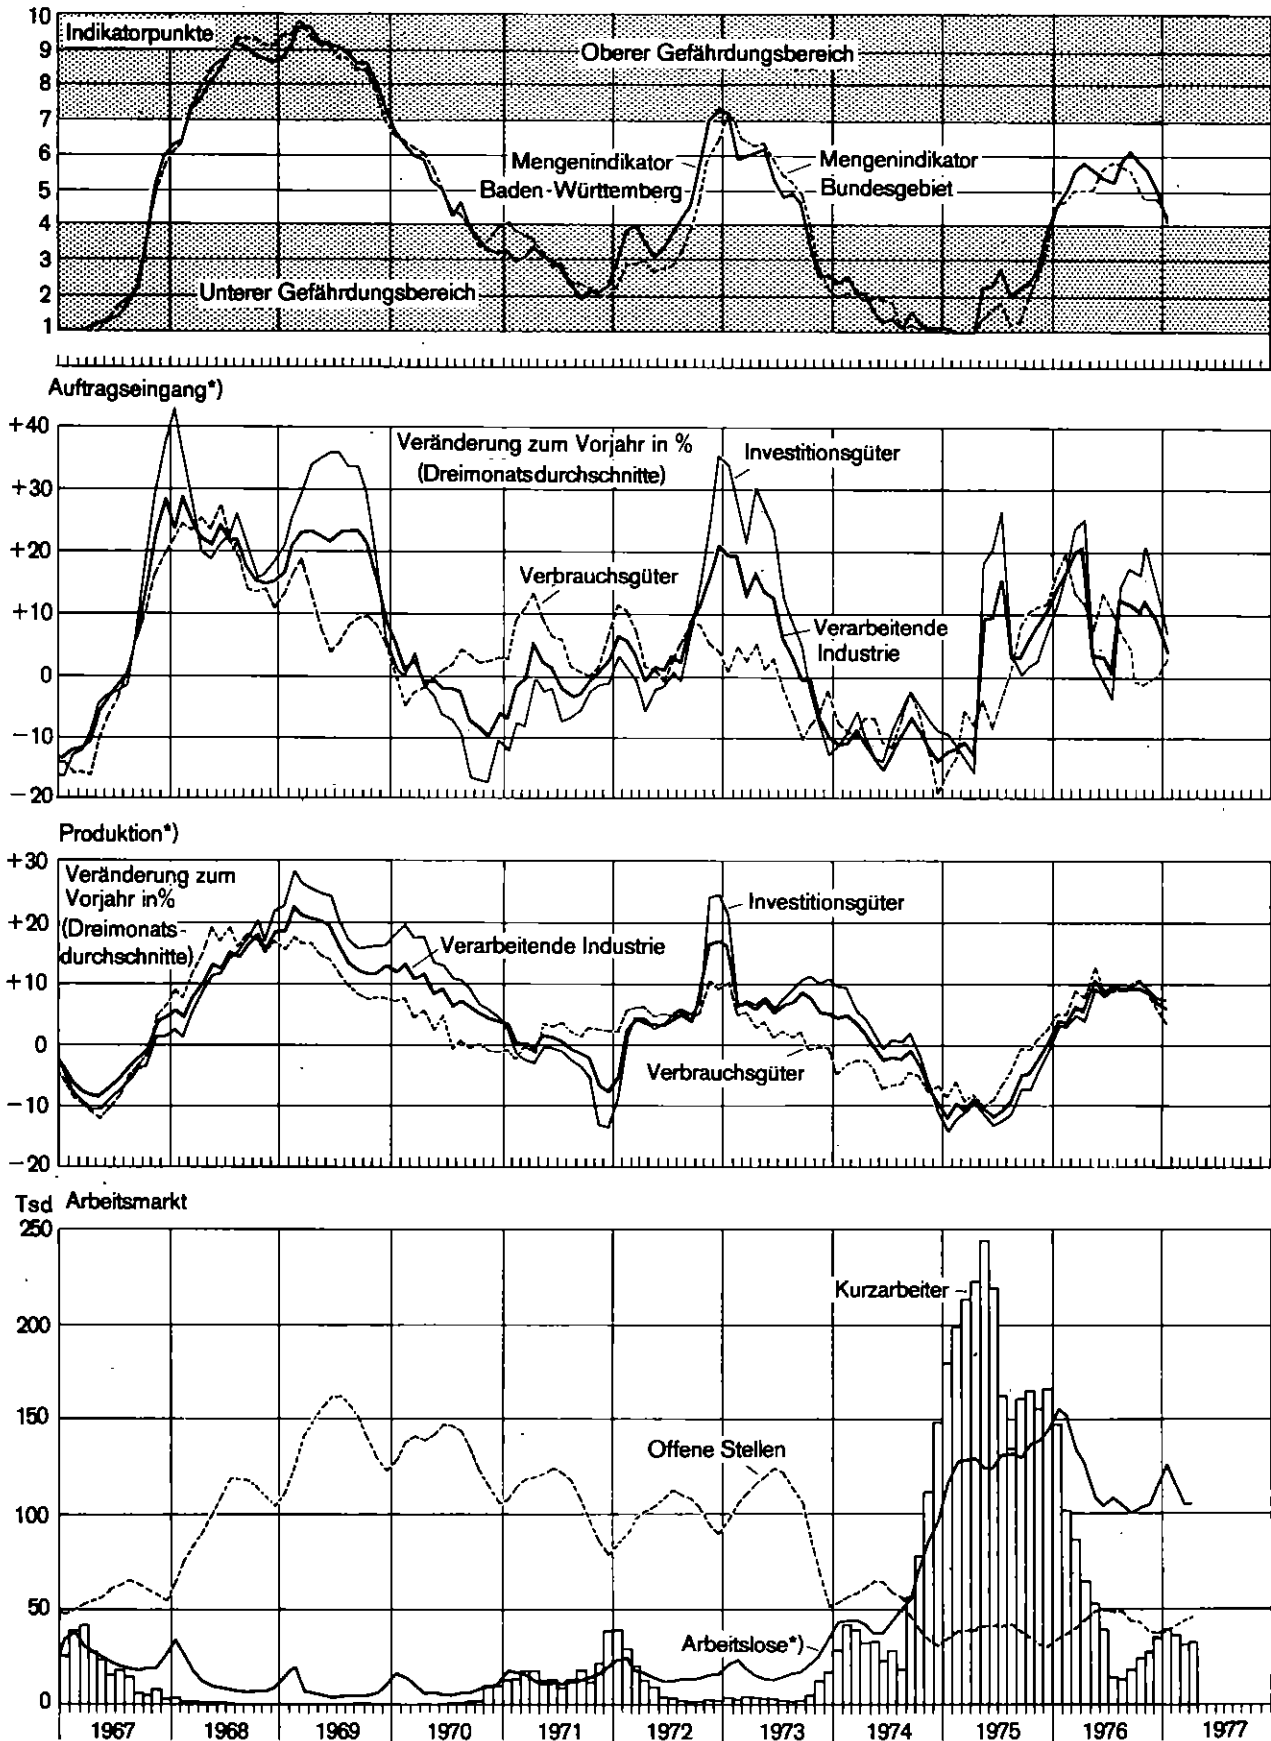 10
Indikatorpunkte
9
Oberer Gefährdungsbereich
8
7
6
Mengenindikator
Baden-Württemberg
Mengenindikator
Bundesgebiet
5
4
3
Unterer Gefährdungsbereich
2
1
Auftragseingang*)
+40
Veränderung zum Vorjahr in %
(Dreimonatsdurchschnitte)
Investitionsgüter
+30
+20
Verbrauchsgüter
+10
Verarbeitende
Industrie
0
−10
−20
Produktion*)
+30
Veränderung zum
Vorjahr in%
(Dreimonats-
durchschnitte)
Investitionsgüter
+20
Verarbeitende Industrie
+10
0
Verbrauchsgüter
−10
−20
Tsd
Arbeitsmarkt
250
Kurzarbeiter
200
150
Offene Stellen
100
50
Arbeitslose*)
0
1967
1968
1969
1970
1971
1972
1973
1974
1975
1976
1977